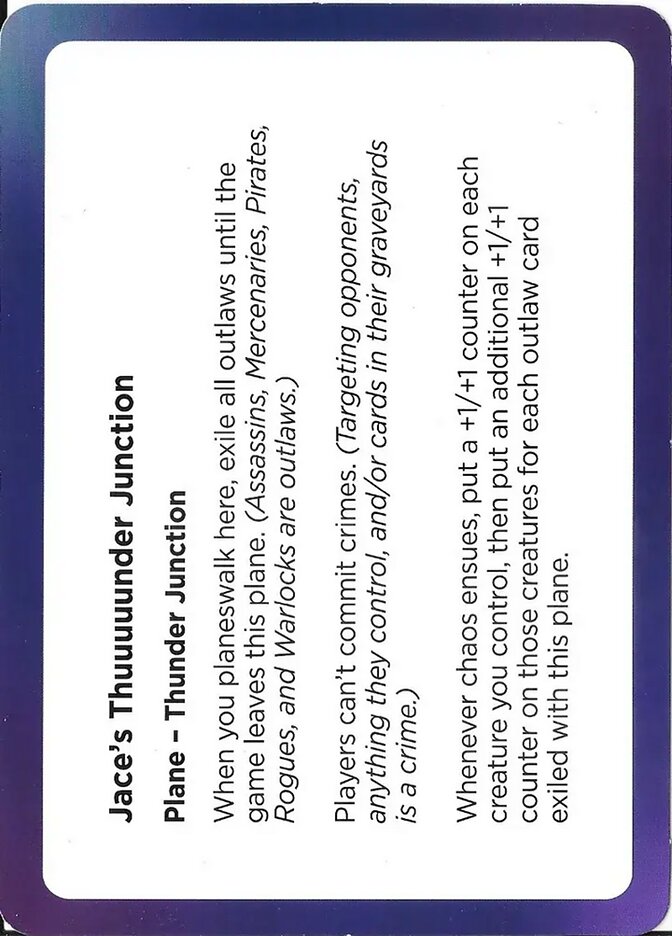 Jace's Thuuuuunder Junction
Plane – Thunder Junction
When you planeswalk here, exile all outlaws until the
game leaves this plane. (Assassins, Mercenaries, Pirates,
Rogues, and Warlocks are outlaws.)
Players can't commit crimes. (Targeting opponents,
anything they control, and/or cards in their graveyards
is a crime.)
Whenever chaos ensues, put a +1/+1 counter on each
creature you control, then put an additional +1/+1
counter on those creatures for each outlaw card
exiled with this plane.